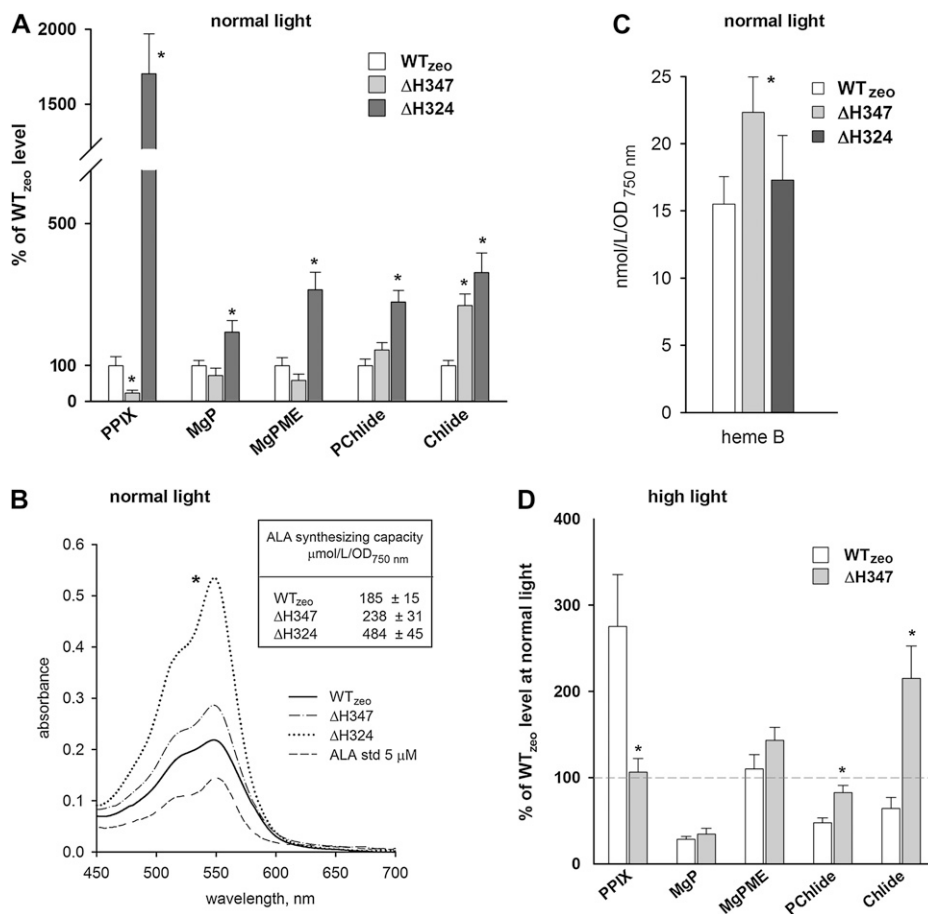 A
normal light
2000
1500
500
100
0
% of WTzeo level
WTzeo
ΔH347
ΔH324
*
*
*
*
*
*
*
PPIX
MgP
MgPME
PChlide
Chlide
C
normal light
25
20
15
10
5
0
nmol/L/OD750 nm
*
WTzeo
ΔH347
ΔH324
heme B
B
normal light
0.6
0.5
0.4
0.3
0.2
0.1
0.0
absorbance
*
ALA synthesizing capacity
μmol/L/OD750 nm
WTzeo 185 ± 15
ΔH347 238 ± 31
ΔH324 484 ± 45
WTzeo
ΔH347
ΔH324
ALA std 5 μM
450 500 550 600 650 700
wavelength, nm
D
high light
400
300
200
100
0
% of WTzeo level at normal light
WTzeo
ΔH347
*
*
*
PPIX
MgP
MgPME
PChlide
Chlide